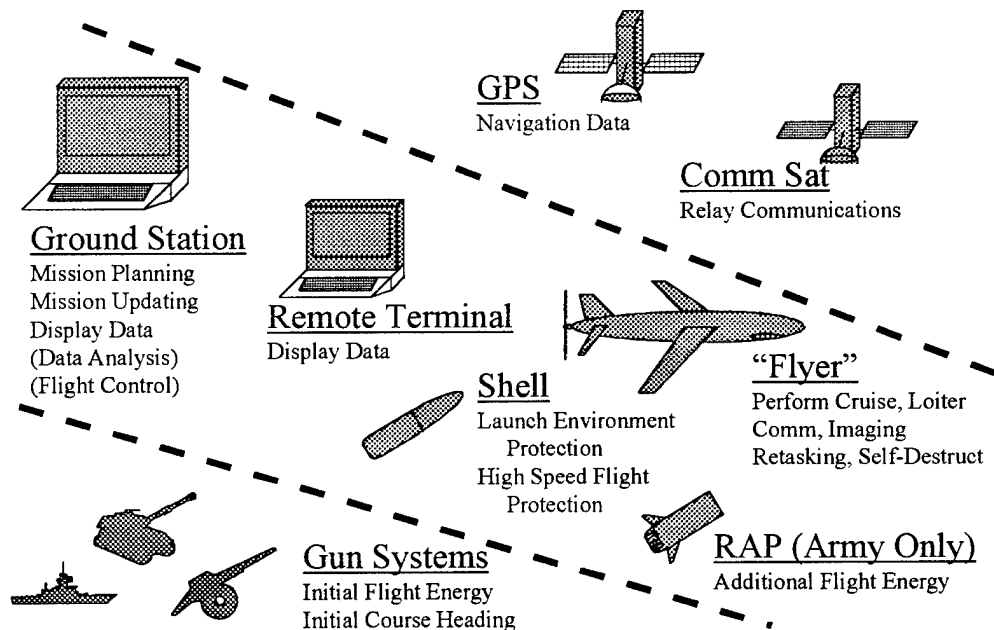 GPS
Navigation Data
Comm Sat
Relay Communications
Ground Station
Mission Planning
Mission Updating
Display Data
(Data Analysis)
(Flight Control)
Remote Terminal
Display Data
Shell
Launch Environment
Protection
High Speed Flight
Protection
“Flyer”
Perform Cruise, Loiter
Comm, Imaging
Retasking, Self-Destruct
Gun Systems
Initial Flight Energy
Initial Course Heading
RAP (Army Only)
Additional Flight Energy